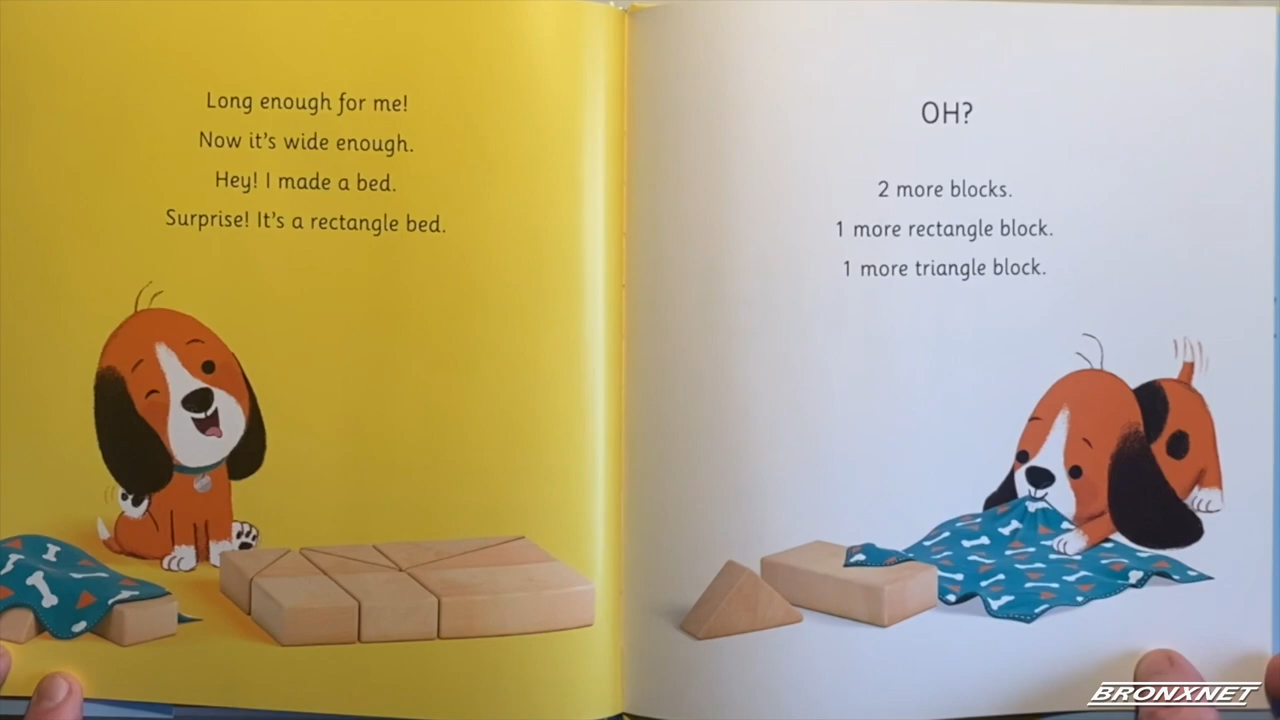 Long enough for me!
Now it's wide enough.
Hey! I made a bed.
Surprise! It's a rectangle bed.
OH?
2 more blocks.
1 more rectangle block.
1 more triangle block.
BRONXNET